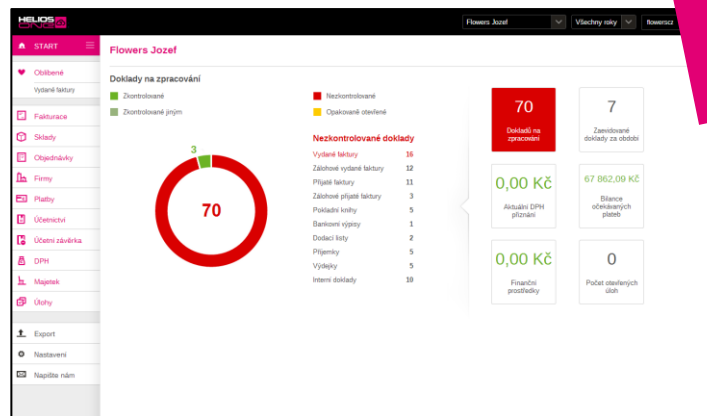 HELIOS
ONE
Flowers Jozef
Všechny roky
flowerscz
START
Oblíbené
Vydané faktury
Fakturace
Sklady
Objednávky
Firmy
Platby
Účetnictví
Účetní závěrka
DPH
Majetek
Úlohy
Export
Nastavení
Napište nám
Flowers Jozef
Doklady na zpracování
Zkontrolované
Nezkontrolované
Zkontrolované jiným
Opakovaně otevřené
3
70
Nezkontrolované doklady
Vydané faktury 16
Zálohové vydané faktury 12
Přijaté faktury 11
Zálohové přijaté faktury 3
Pokladní knihy 5
Bankovní výpisy 1
Dodací listy 2
Příjemky 5
Výdejky 5
Interní doklady 10
70
Dokladů na
zpracování
7
Zaevidované
doklady za období
0,00 Kč
Aktuální DPH
přiznání
67 862,09 Kč
Bilance
očekávaných
plateb
0,00 Kč
Finanční
prostředky
0
Počet otevřených
úloh